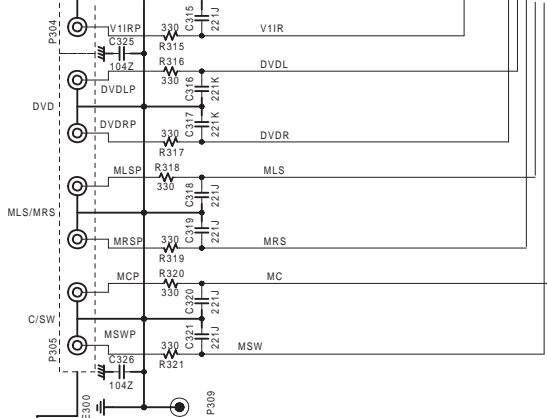 P304
V1IRP
330
R315
C315
221J
V1IR
C325
104Z
R316
330
DVDL
DVDLP
C316
221K
DVD
DVDRP
C317
221K
330
R317
DVDR
MLSP
R318
330
MLS
C318
221J
MLS/MRS
C319
221J
MRSP
330
R319
MRS
MCP
R320
330
MC
C320
221J
C/SW
C321
221J
P305
MSWP
330
R321
MSW
C326
104Z
E300
P309